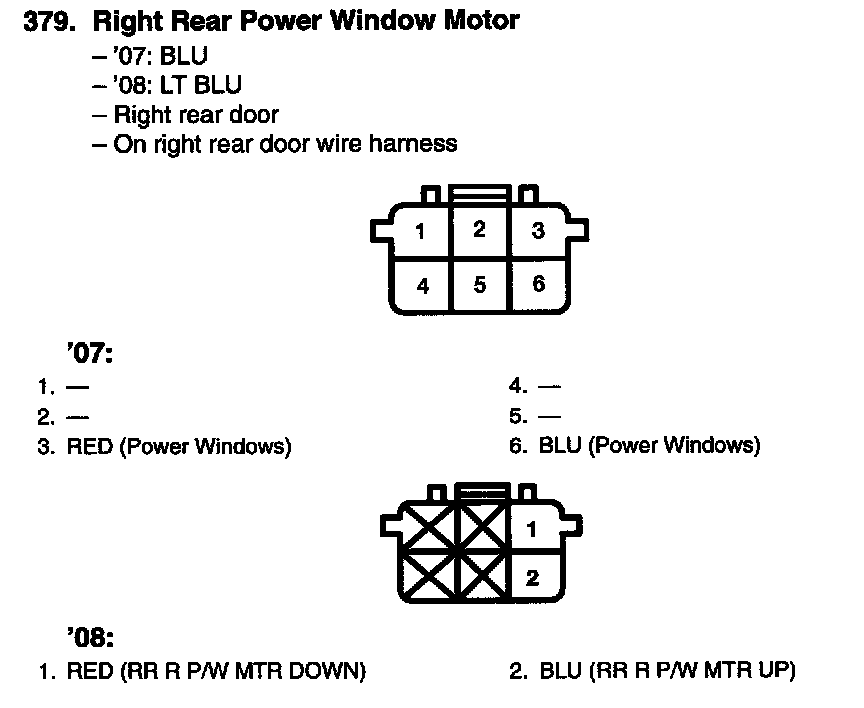 379. Right Rear Power Window Motor
– '07: BLU
– '08: LT BLU
– Right rear door
– On right rear door wire harness
1 2 3
4 5 6
'07:
1. — 4. —
2. — 5. —
3. RED (Power Windows) 6. BLU (Power Windows)
1
2
'08:
1. RED (RR R P/W MTR DOWN) 2. BLU (RR R P/W MTR UP)